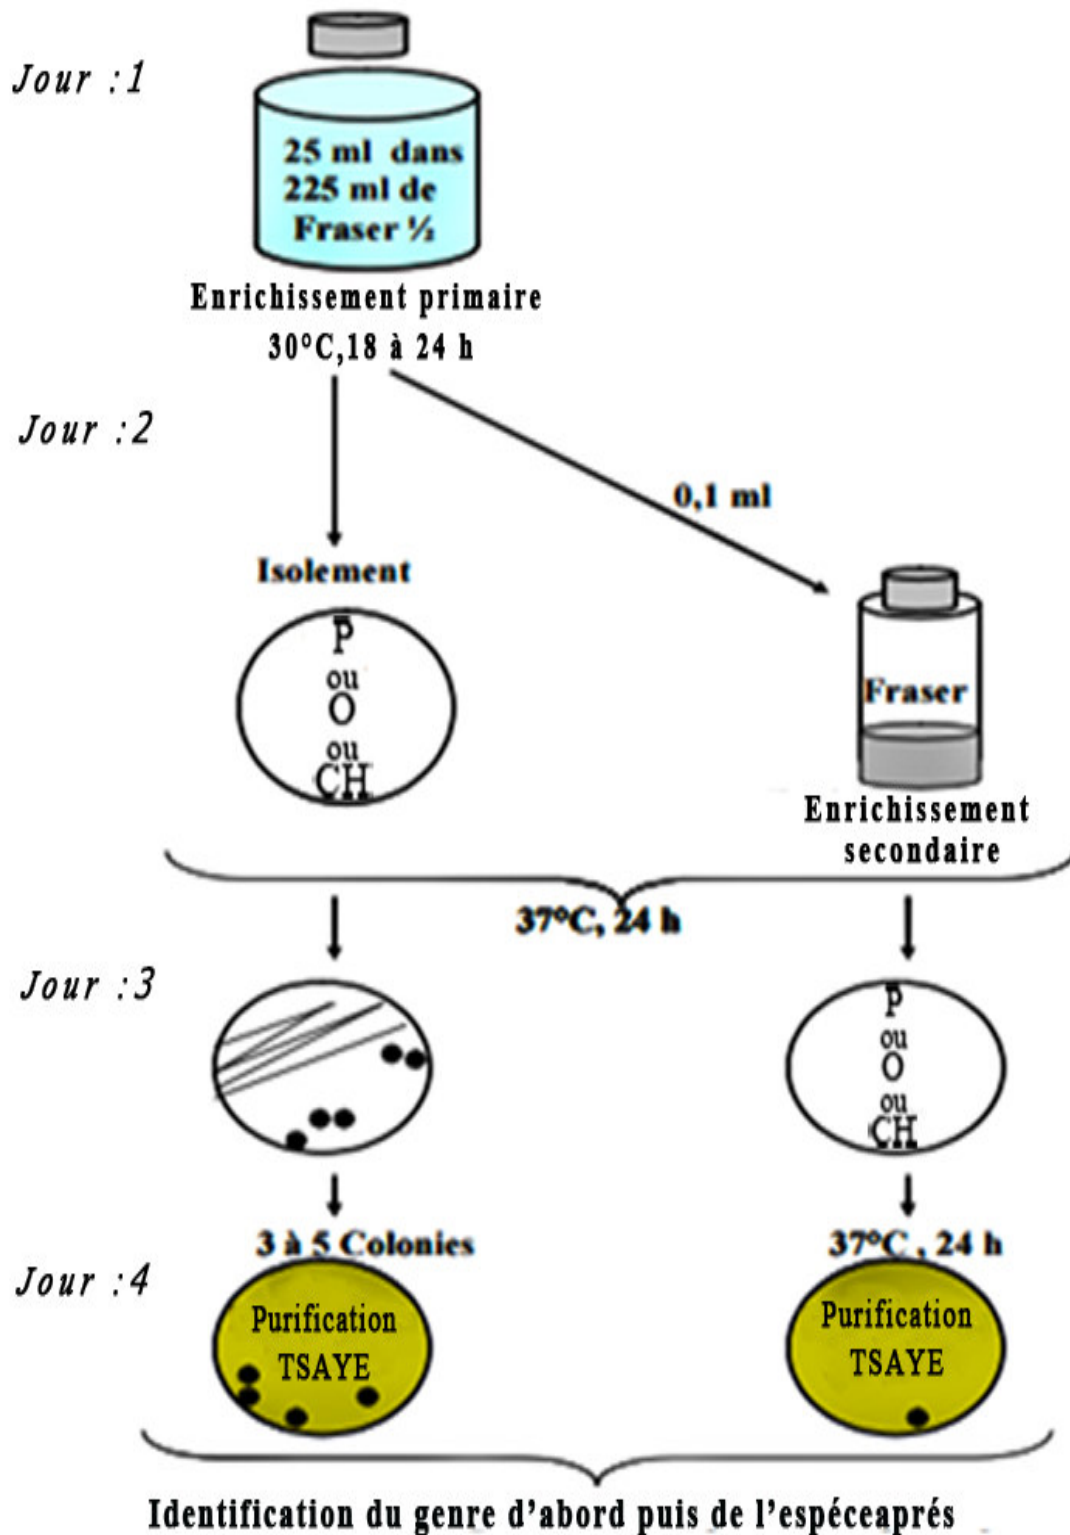 Jour :1
25 ml dans
225 ml de
Fraser ½
Enrichissement primaire
30°C,18 à 24 h
Jour :2
0,1 ml
Isolement
P
ou
O
ou
CH
Fraser
Enrichissement
secondaire
37°C, 24 h
Jour :3
P
ou
O
ou
CH
3 à 5 Colonies
37°C , 24 h
Jour :4
Purification
TSAYE
Purification
TSAYE
Identification du genre d'abord puis de l'espéceaprés